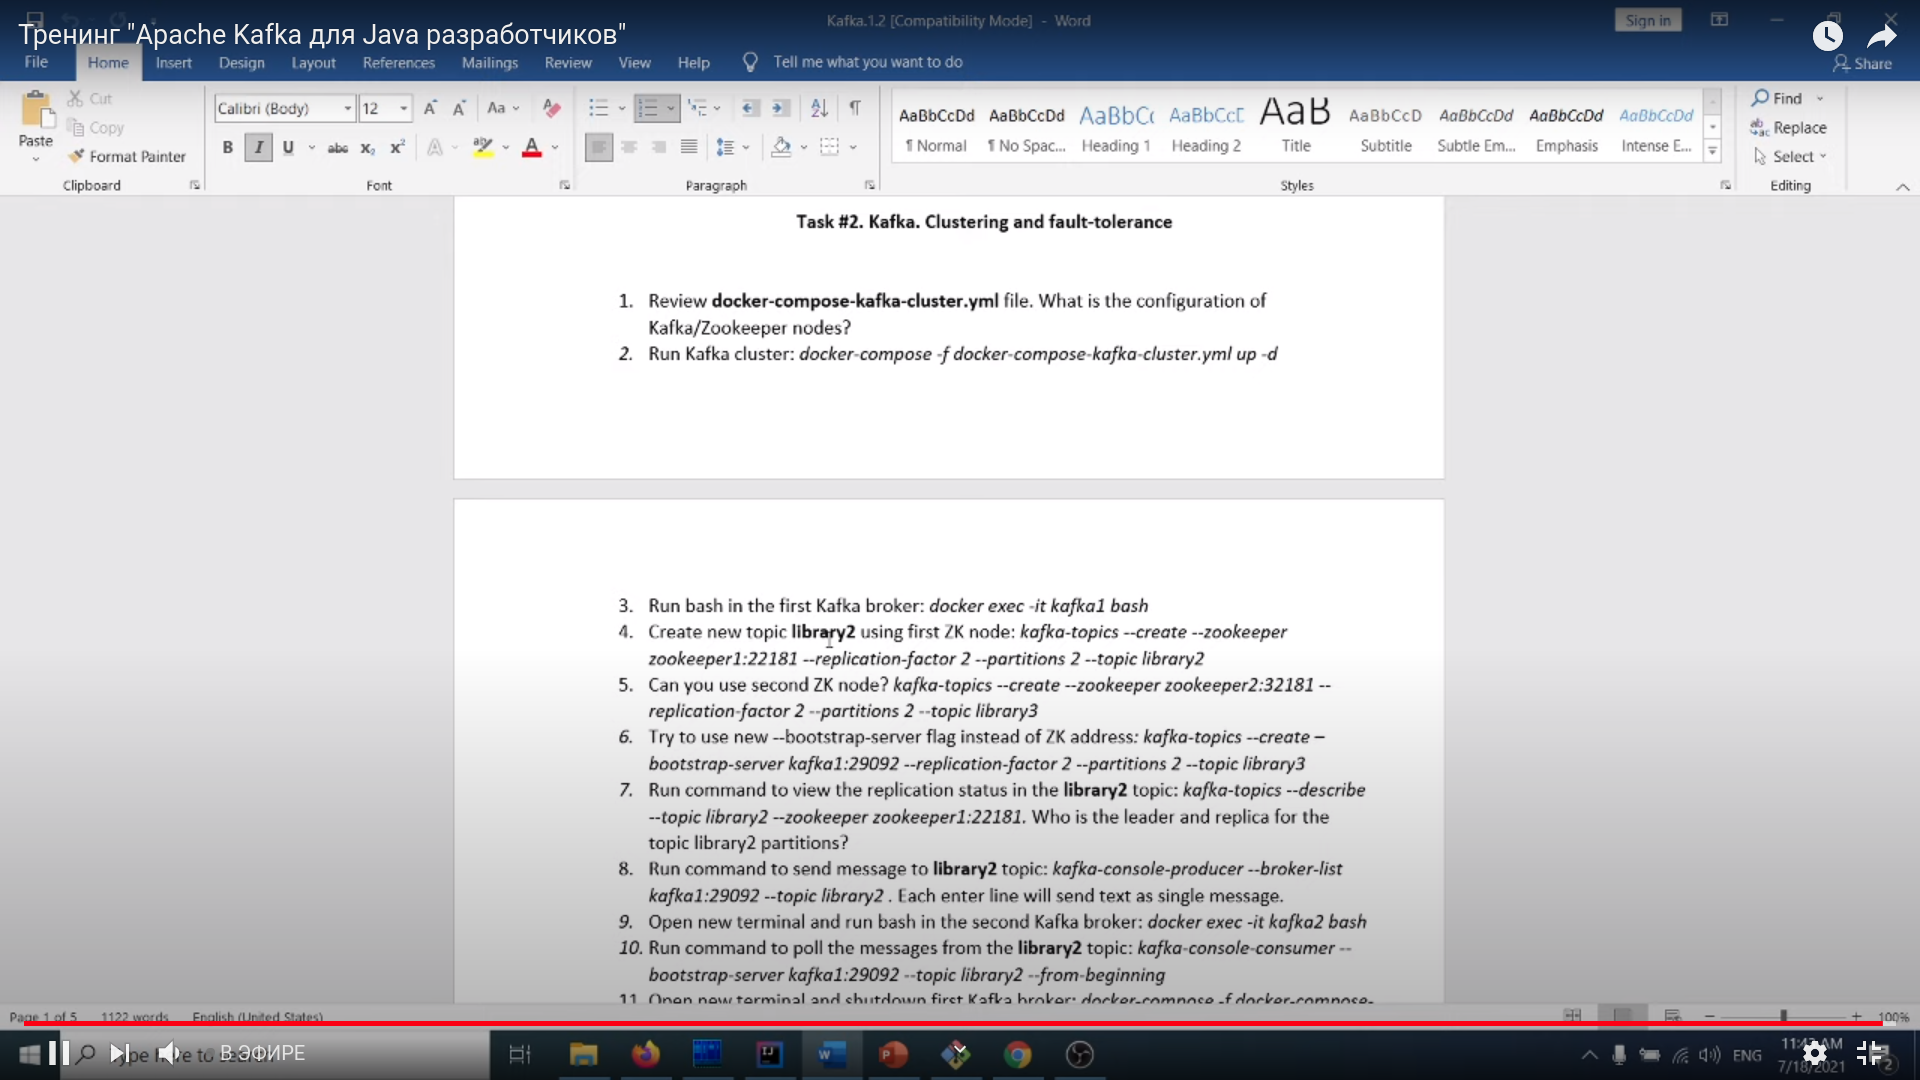 Kafka.1.2 [Compatibility Mode] - Word
Sign in
Тренинг "Apache Kafka для Java разработчиков"
File Home Insert Design Layout References Mailings Review View Help Tell me what you want to do Share
Cut
Copy
Paste
Format Painter
Clipboard
Calibri (Body) 12
Font
Paragraph
AaBbCcDd AaBbCcDd AaBbC AaBbCc AaB AaBbCcD AaBbCcDd AaBbCcDd AaBbCcDd
¶ Normal ¶ No Spac... Heading 1 Heading 2 Title Subtitle Subtle Em... Emphasis Intense E...
Styles
Find
Replace
Select
Editing
Task #2. Kafka. Clustering and fault-tolerance
1. Review docker-compose-kafka-cluster.yml file. What is the configuration of
Kafka/Zookeeper nodes?
2. Run Kafka cluster: docker-compose -f docker-compose-kafka-cluster.yml up -d
3. Run bash in the first Kafka broker: docker exec -it kafka1 bash
4. Create new topic library2 using first ZK node: kafka-topics --create --zookeeper
zookeeper1:22181 --replication-factor 2 --partitions 2 --topic library2
5. Can you use second ZK node? kafka-topics --create --zookeeper zookeeper2:32181 --
replication-factor 2 --partitions 2 --topic library3
6. Try to use new --bootstrap-server flag instead of ZK address: kafka-topics --create –
bootstrap-server kafka1:29092 --replication-factor 2 --partitions 2 --topic library3
7. Run command to view the replication status in the library2 topic: kafka-topics --describe
--topic library2 --zookeeper zookeeper1:22181. Who is the leader and replica for the
topic library2 partitions?
8. Run command to send message to library2 topic: kafka-console-producer --broker-list
kafka1:29092 --topic library2 . Each enter line will send text as single message.
9. Open new terminal and run bash in the second Kafka broker: docker exec -it kafka2 bash
10. Run command to poll the messages from the library2 topic: kafka-console-consumer --
bootstrap-server kafka1:29092 --topic library2 --from-beginning
11. Open new terminal and shutdown first Kafka broker: docker-compose -f docker-compose-
Page 1 of 5 1122 words English (United States) 100%
В ЭФИРЕ
ENG
AM
7/18/2021